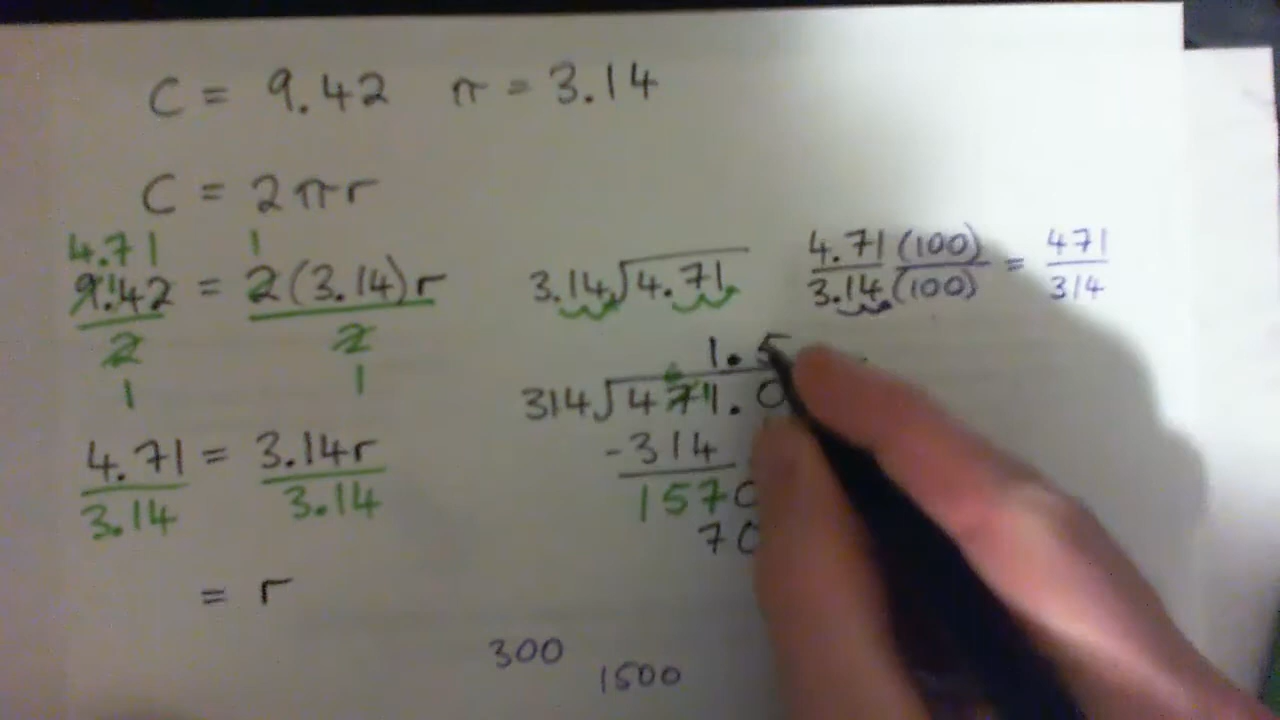 C = 9.42 π = 3.14
C = 2πr
4.71 1
9.42 = 2(3.14)r
2 2
1 1
4.71 = 3.14r
3.14 3.14
= r
3.14 4.71
4.71(100) = 471
3.14(100) 314
1.5
314 471.0
-314
1570
70
300
1500